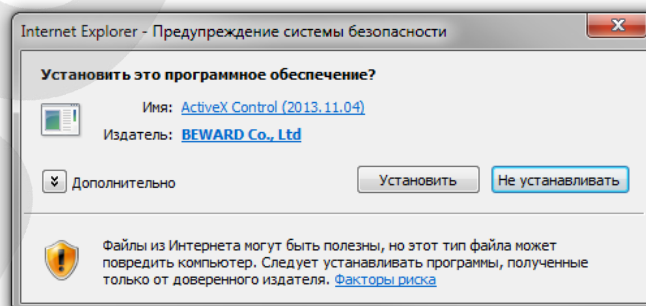 Internet Explorer - Предупреждение системы безопасности
Установить это программное обеспечение?
Имя: ActiveX Control (2013.11.04)
Издатель: BEWARD Co., Ltd
Дополнительно
Установить
Не устанавливать
Файлы из Интернета могут быть полезны, но этот тип файла может
повредить компьютер. Следует устанавливать программы, полученные
только от доверенного издателя. Факторы риска